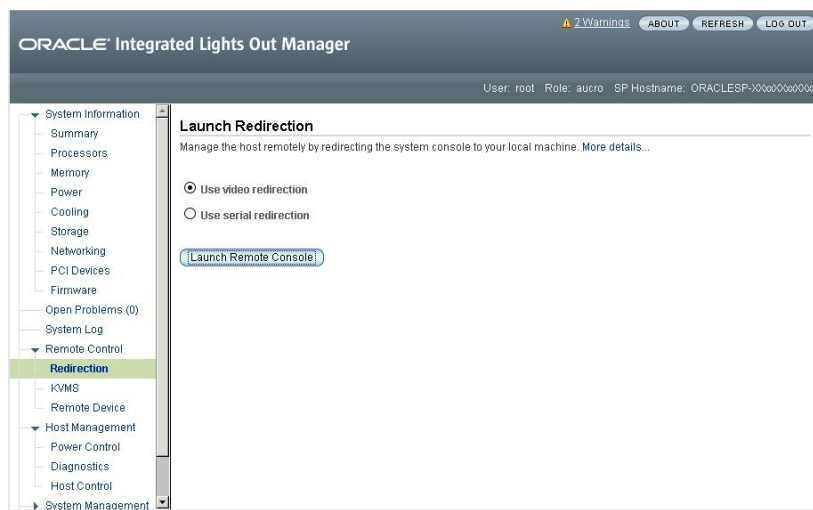 2 Warnings ABOUT REFRESH LOG OUT
ORACLE® Integrated Lights Out Manager
User: root Role: aucro SP Hostname:
System Information
Summary
Processors
Memory
Power
Cooling
Storage
Networking
PCI Devices
Firmware
Open Problems (0)
System Log
Remote Control
Redirection
KVMS
Remote Device
Host Management
Power Control
Diagnostics
Host Control
System Management
Launch Redirection
Manage the host remotely by redirecting the system console to your local machine. More details...
Use video redirection
Use serial redirection
Launch Remote Console